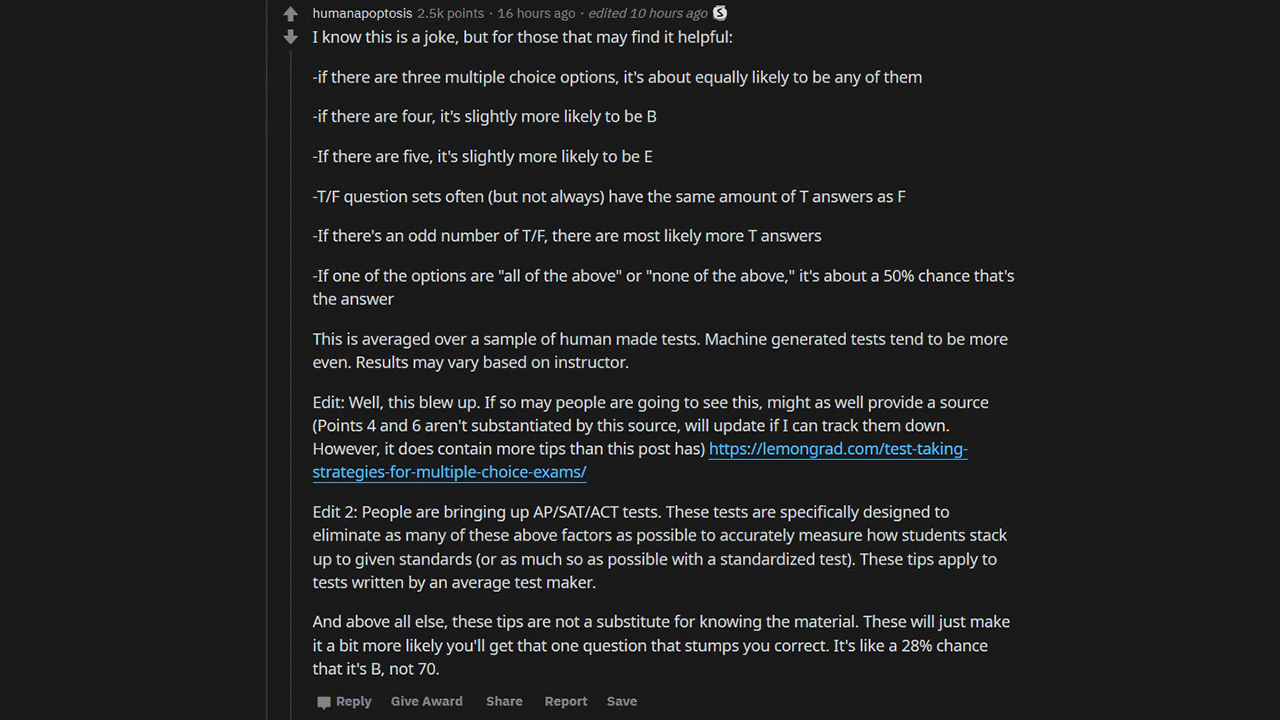 humanapoptosis 2.5k points · 16 hours ago · edited 10 hours ago S
I know this is a joke, but for those that may find it helpful:
-if there are three multiple choice options, it's about equally likely to be any of them
-if there are four, it's slightly more likely to be B
-If there are five, it's slightly more likely to be E
-T/F question sets often (but not always) have the same amount of T answers as F
-If there's an odd number of T/F, there are most likely more T answers
-If one of the options are "all of the above" or "none of the above," it's about a 50% chance that's
the answer
This is averaged over a sample of human made tests. Machine generated tests tend to be more
even. Results may vary based on instructor.
Edit: Well, this blew up. If so may people are going to see this, might as well provide a source
(Points 4 and 6 aren't substantiated by this source, will update if I can track them down.
However, it does contain more tips than this post has) https://lemongrad.com/test-taking-
strategies-for-multiple-choice-exams/
Edit 2: People are bringing up AP/SAT/ACT tests. These tests are specifically designed to
eliminate as many of these above factors as possible to accurately measure how students stack
up to given standards (or as much so as possible with a standardized test). These tips apply to
tests written by an average test maker.
And above all else, these tips are not a substitute for knowing the material. These will just make
it a bit more likely you'll get that one question that stumps you correct. It's like a 28% chance
that it's B, not 70.
Reply Give Award Share Report Save